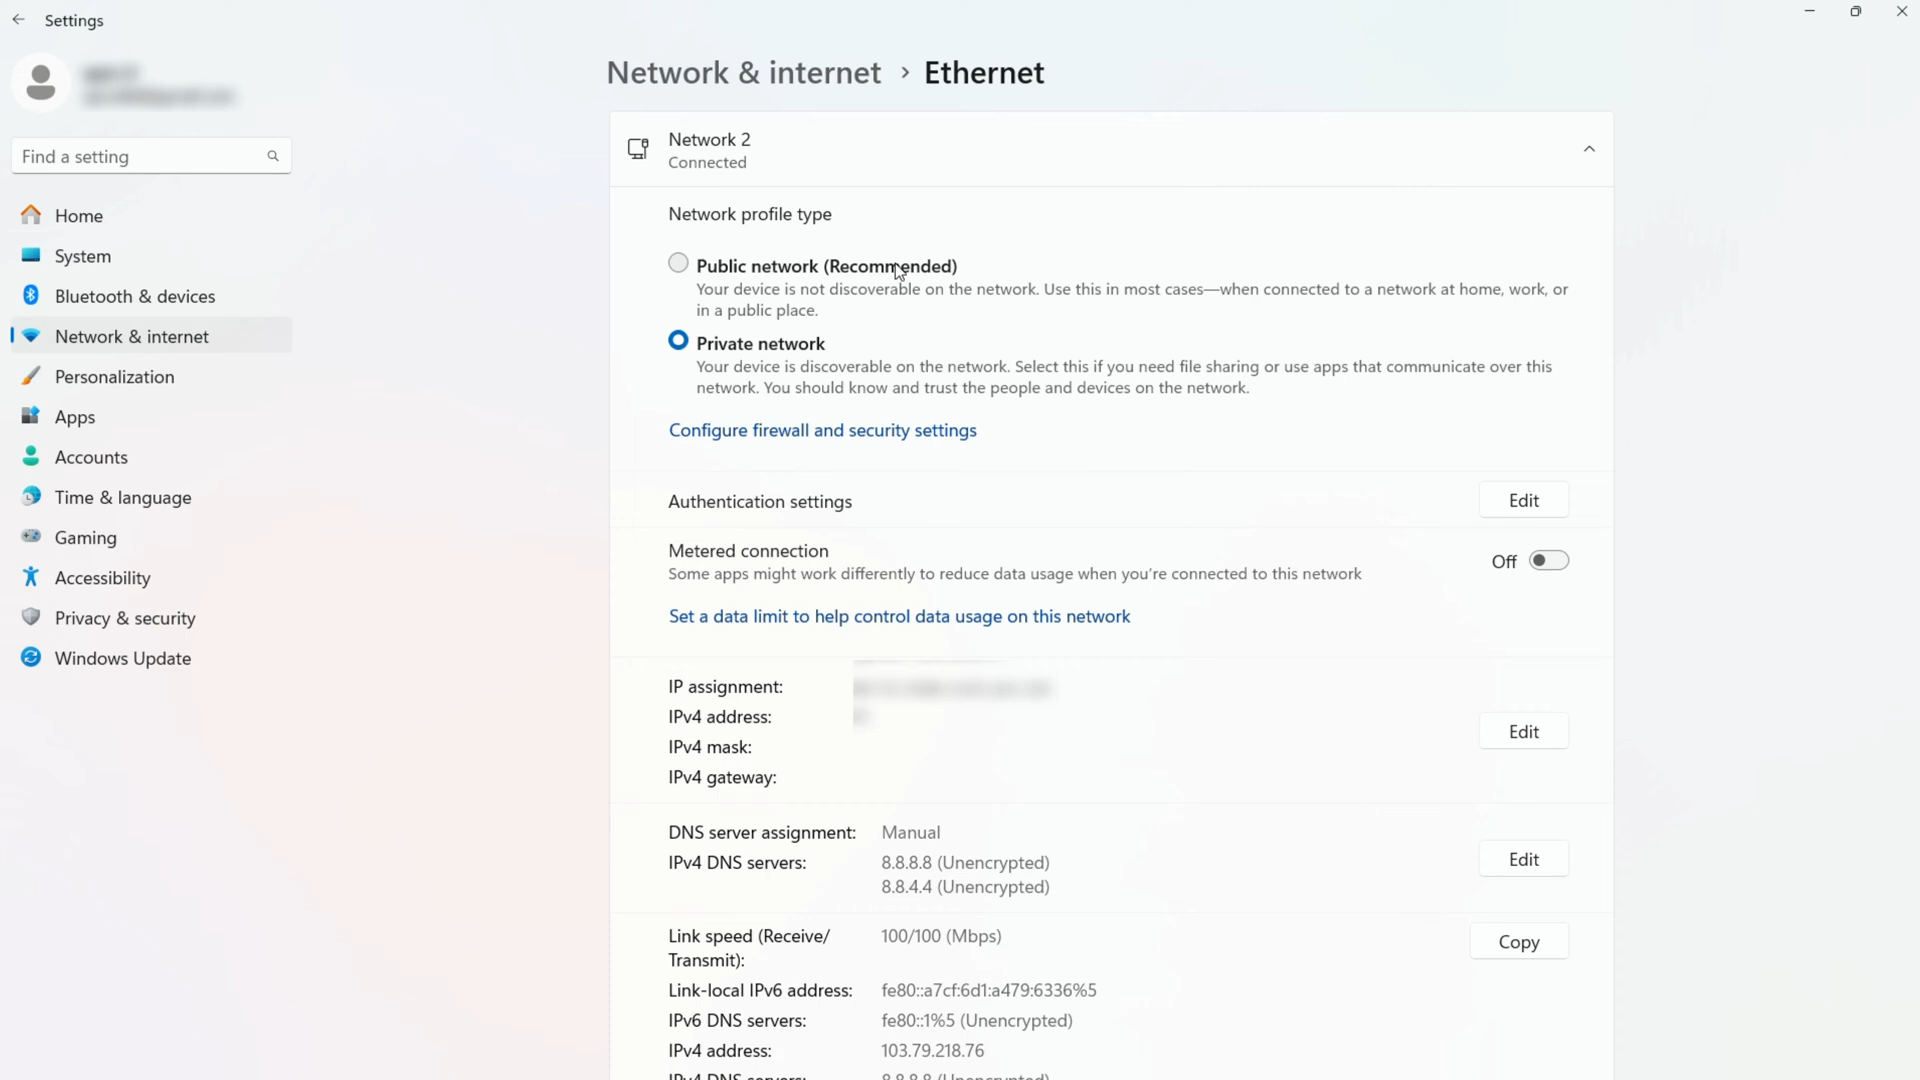 Settings
Network & internet › Ethernet
Find a setting
Home
System
Bluetooth & devices
Network & internet
Personalization
Apps
Accounts
Time & language
Gaming
Accessibility
Privacy & security
Windows Update
Network 2
Connected
Network profile type
Public network (Recommended)
Your device is not discoverable on the network. Use this in most cases—when connected to a network at home, work, or
in a public place.
Private network
Your device is discoverable on the network. Select this if you need file sharing or use apps that communicate over this
network. You should know and trust the people and devices on the network.
Configure firewall and security settings
Authentication settings
Edit
Metered connection
Some apps might work differently to reduce data usage when you're connected to this network
Off
Set a data limit to help control data usage on this network
IP assignment:
IPv4 address:
IPv4 mask:
IPv4 gateway:
Edit
DNS server assignment: Manual
IPv4 DNS servers: 8.8.8.8 (Unencrypted)
8.8.4.4 (Unencrypted)
Edit
Link speed (Receive/
Transmit): 100/100 (Mbps)
Copy
Link-local IPv6 address: fe80::a7cf:6d1:a479:6336%5
IPv6 DNS servers: fe80::1%5 (Unencrypted)
IPv4 address: 103.79.218.76
IPv4 DNS servers: 8.8.8.8 (Unencrypted)